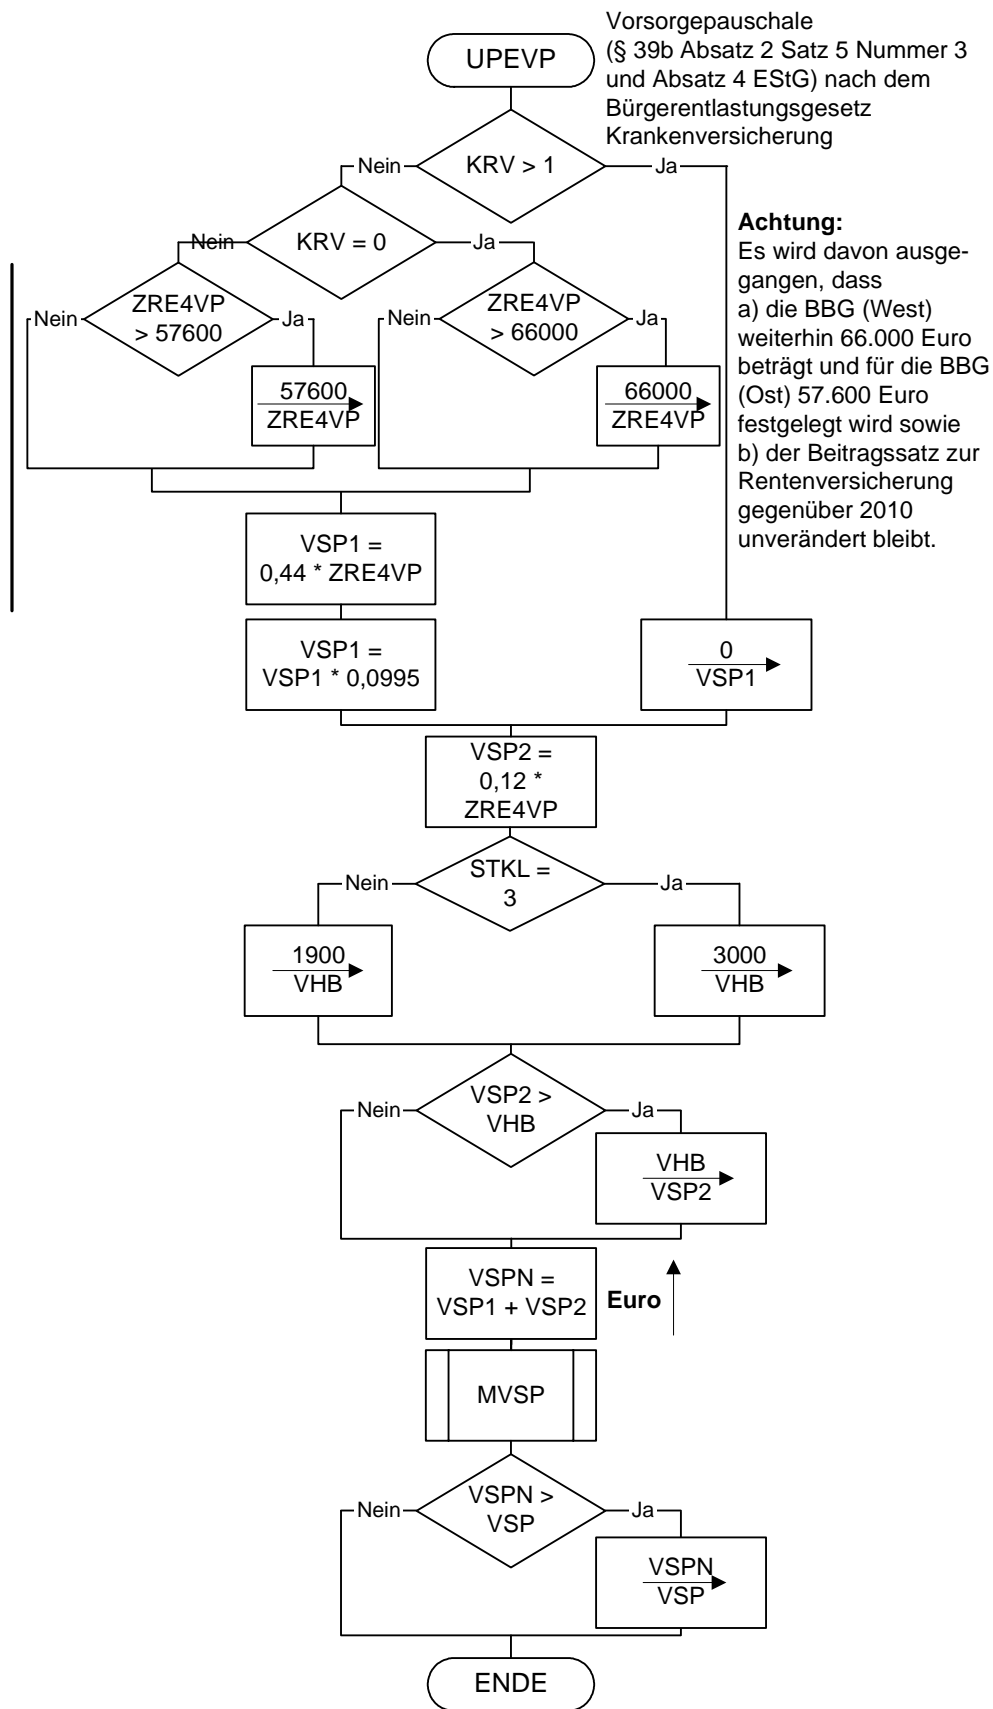 UPEVP
Vorsorgepauschale
(§ 39b Absatz 2 Satz 5 Nummer 3
und Absatz 4 EStG) nach dem
Bürgerentlastungsgesetz
Krankenversicherung
KRV > 1
Nein
Ja
KRV = 0
Nein
Ja
Achtung:
Es wird davon ausge-
gangen, dass
a) die BBG (West)
weiterhin 66.000 Euro
beträgt und für die BBG
(Ost) 57.600 Euro
festgelegt wird sowie
b) der Beitragssatz zur
Rentenversicherung
gegenüber 2010
unverändert bleibt.
ZRE4VP
> 57600
Nein
Ja
ZRE4VP
> 66000
Nein
Ja
57600
ZRE4VP
66000
ZRE4VP
VSP1 =
0,44 * ZRE4VP
VSP1 =
VSP1 * 0,0995
0
VSP1
VSP2 =
0,12 *
ZRE4VP
STKL =
3
Nein
Ja
1900
VHB
3000
VHB
VSP2 >
VHB
Nein
Ja
VHB
VSP2
VSPN =
VSP1 + VSP2
Euro
MVSP
VSPN >
VSP
Nein
Ja
VSPN
VSP
ENDE